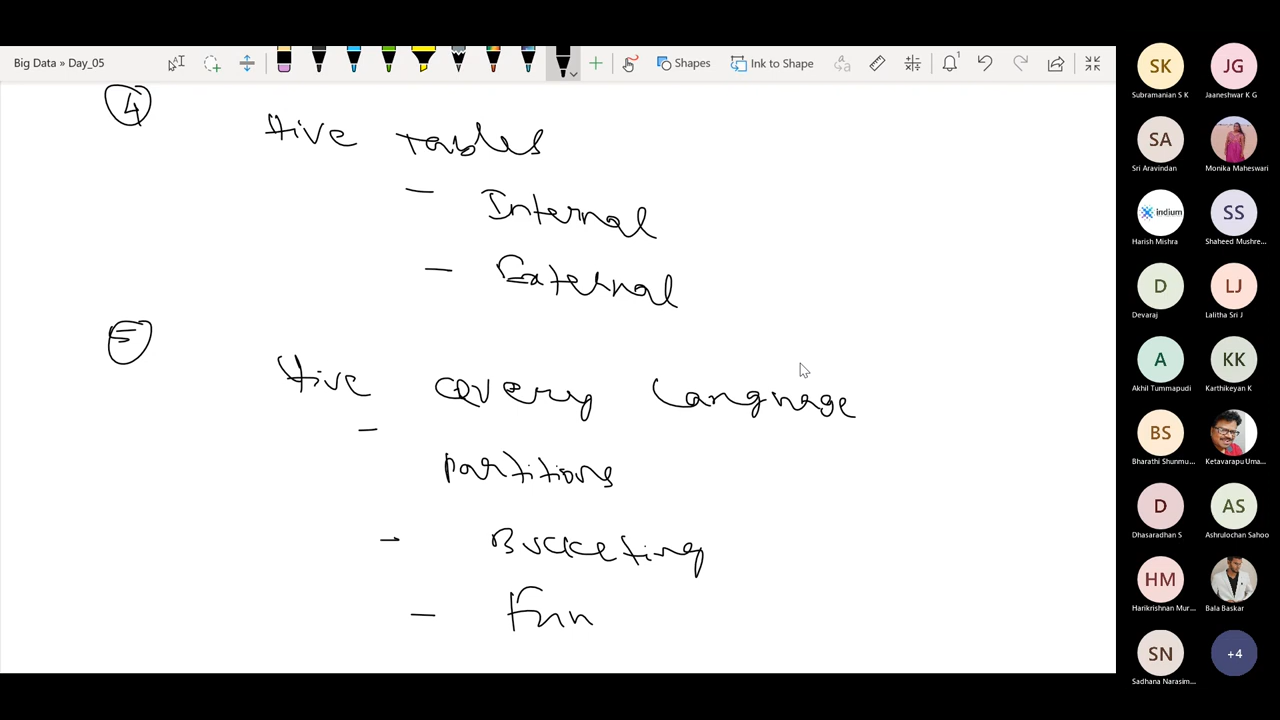 Big Data » Day_05
Shapes
Ink to Shape
1
4
Hive Tables
- Internal
- External
5
Hive Query Language
-
Partitions
- Bucketing
- Fun
SK
Subramanian S K
JG
Jaaneshwar K G
SA
Sri Aravindan
Monika Maheswari
indium
Harish Mishra
SS
Shaheed Mushre...
D
Devaraj
LJ
Lalitha Sri J
A
Akhil Tummapudi
KK
Karthikeyan K
BS
Bharathi Shunmu...
Ketavarapu Uma...
D
Dhasaradhan S
AS
Ashrulochan Sahoo
HM
Harikrishnan Mur...
Bala Baskar
SN
Sadhana Narasim...
+4